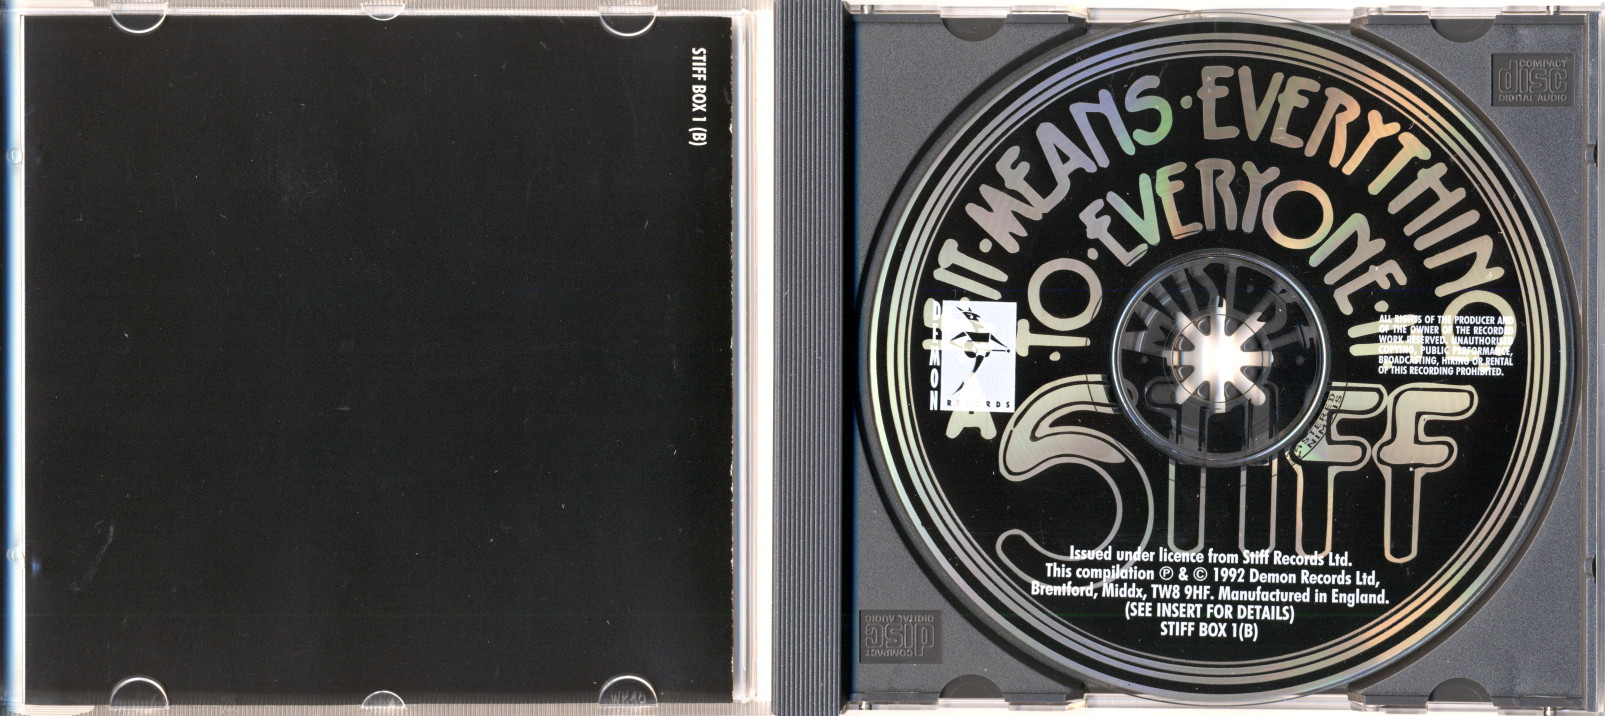 STIFF BOX 1 (B)
COMPACT
disc
DIGITAL AUDIO
IT·MEANS·EVERYTHING
TO·EVERYONE·
A STIFF
DEMON
RECORDS
ALL RIGHTS OF THE PRODUCER AND
OF THE OWNER OF THE RECORDED
WORK RESERVED. UNAUTHORISED
COPYING, PUBLIC PERFORMANCE,
BROADCASTING, HIRING OR RENTAL
OF THIS RECORDING PROHIBITED.
Issued under licence from Stiff Records Ltd.
This compilation ℗ & © 1992 Demon Records Ltd,
Brentford, Middx, TW8 9HF. Manufactured in England.
(SEE INSERT FOR DETAILS)
STIFF BOX 1(B)
COMPACT
disc
DIGITAL AUDIO